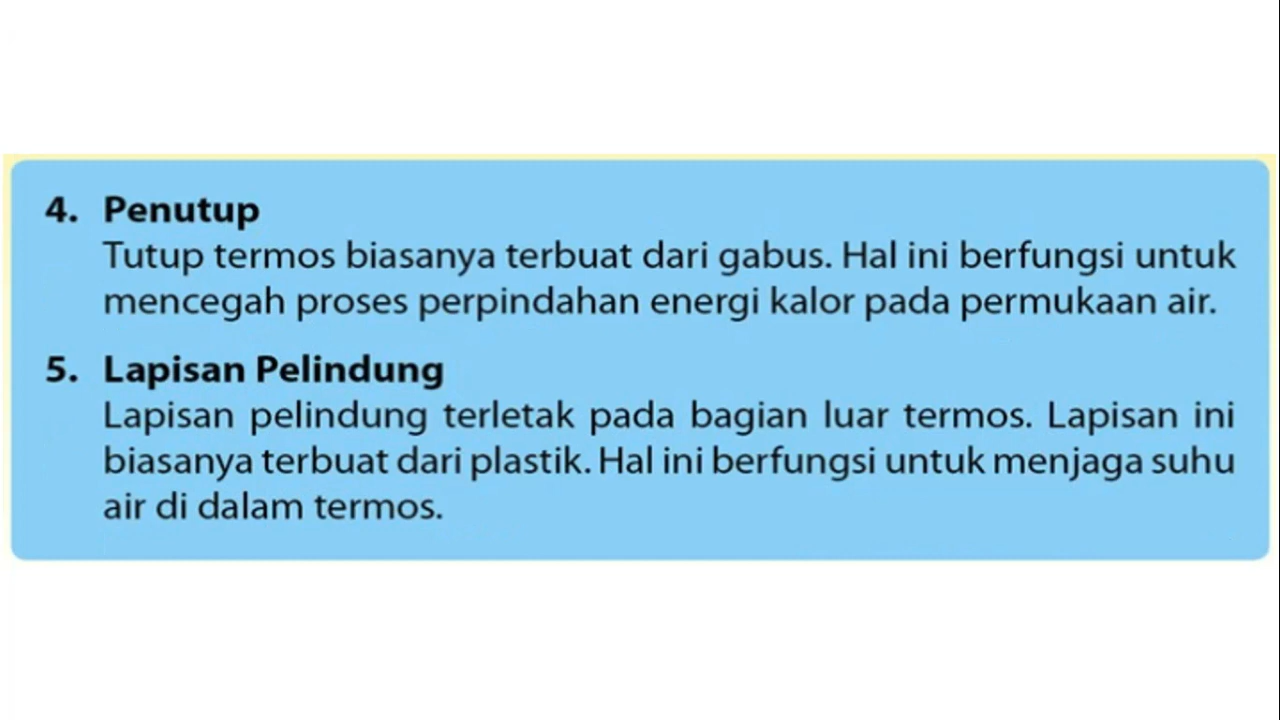 4. Penutup
Tutup termos biasanya terbuat dari gabus. Hal ini berfungsi untuk
mencegah proses perpindahan energi kalor pada permukaan air.
5. Lapisan Pelindung
Lapisan pelindung terletak pada bagian luar termos. Lapisan ini
biasanya terbuat dari plastik. Hal ini berfungsi untuk menjaga suhu
air di dalam termos.